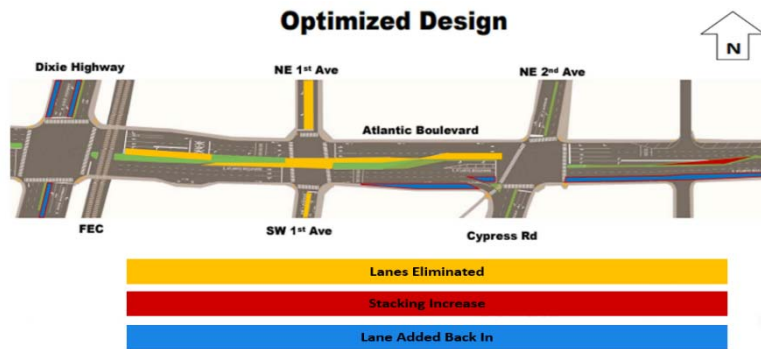 Optimized Design
N
Dixie Highway
NE 1st Ave
NE 2nd Ave
Atlantic Boulevard
FEC
SW 1st Ave
Cypress Rd
Lanes Eliminated
Stacking Increase
Lane Added Back In